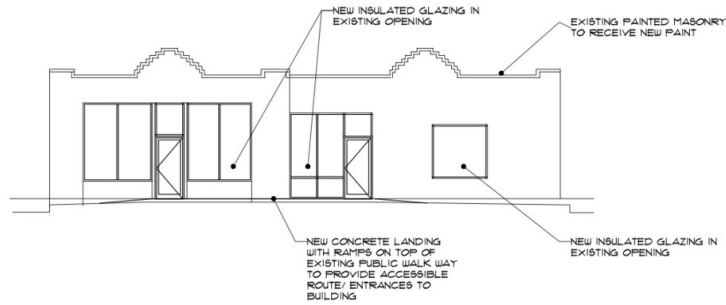 NEW INSULATED GLAZING IN
EXISTING OPENING
EXISTING PAINTED MASONRY
TO RECEIVE NEW PAINT
NEW CONCRETE LANDING
WITH RAMPS ON TOP OF
EXISTING PUBLIC WALK WAY
TO PROVIDE ACCESSIBLE
ROUTE/ ENTRANCES TO
BUILDING
NEW INSULATED GLAZING IN
EXISTING OPENING